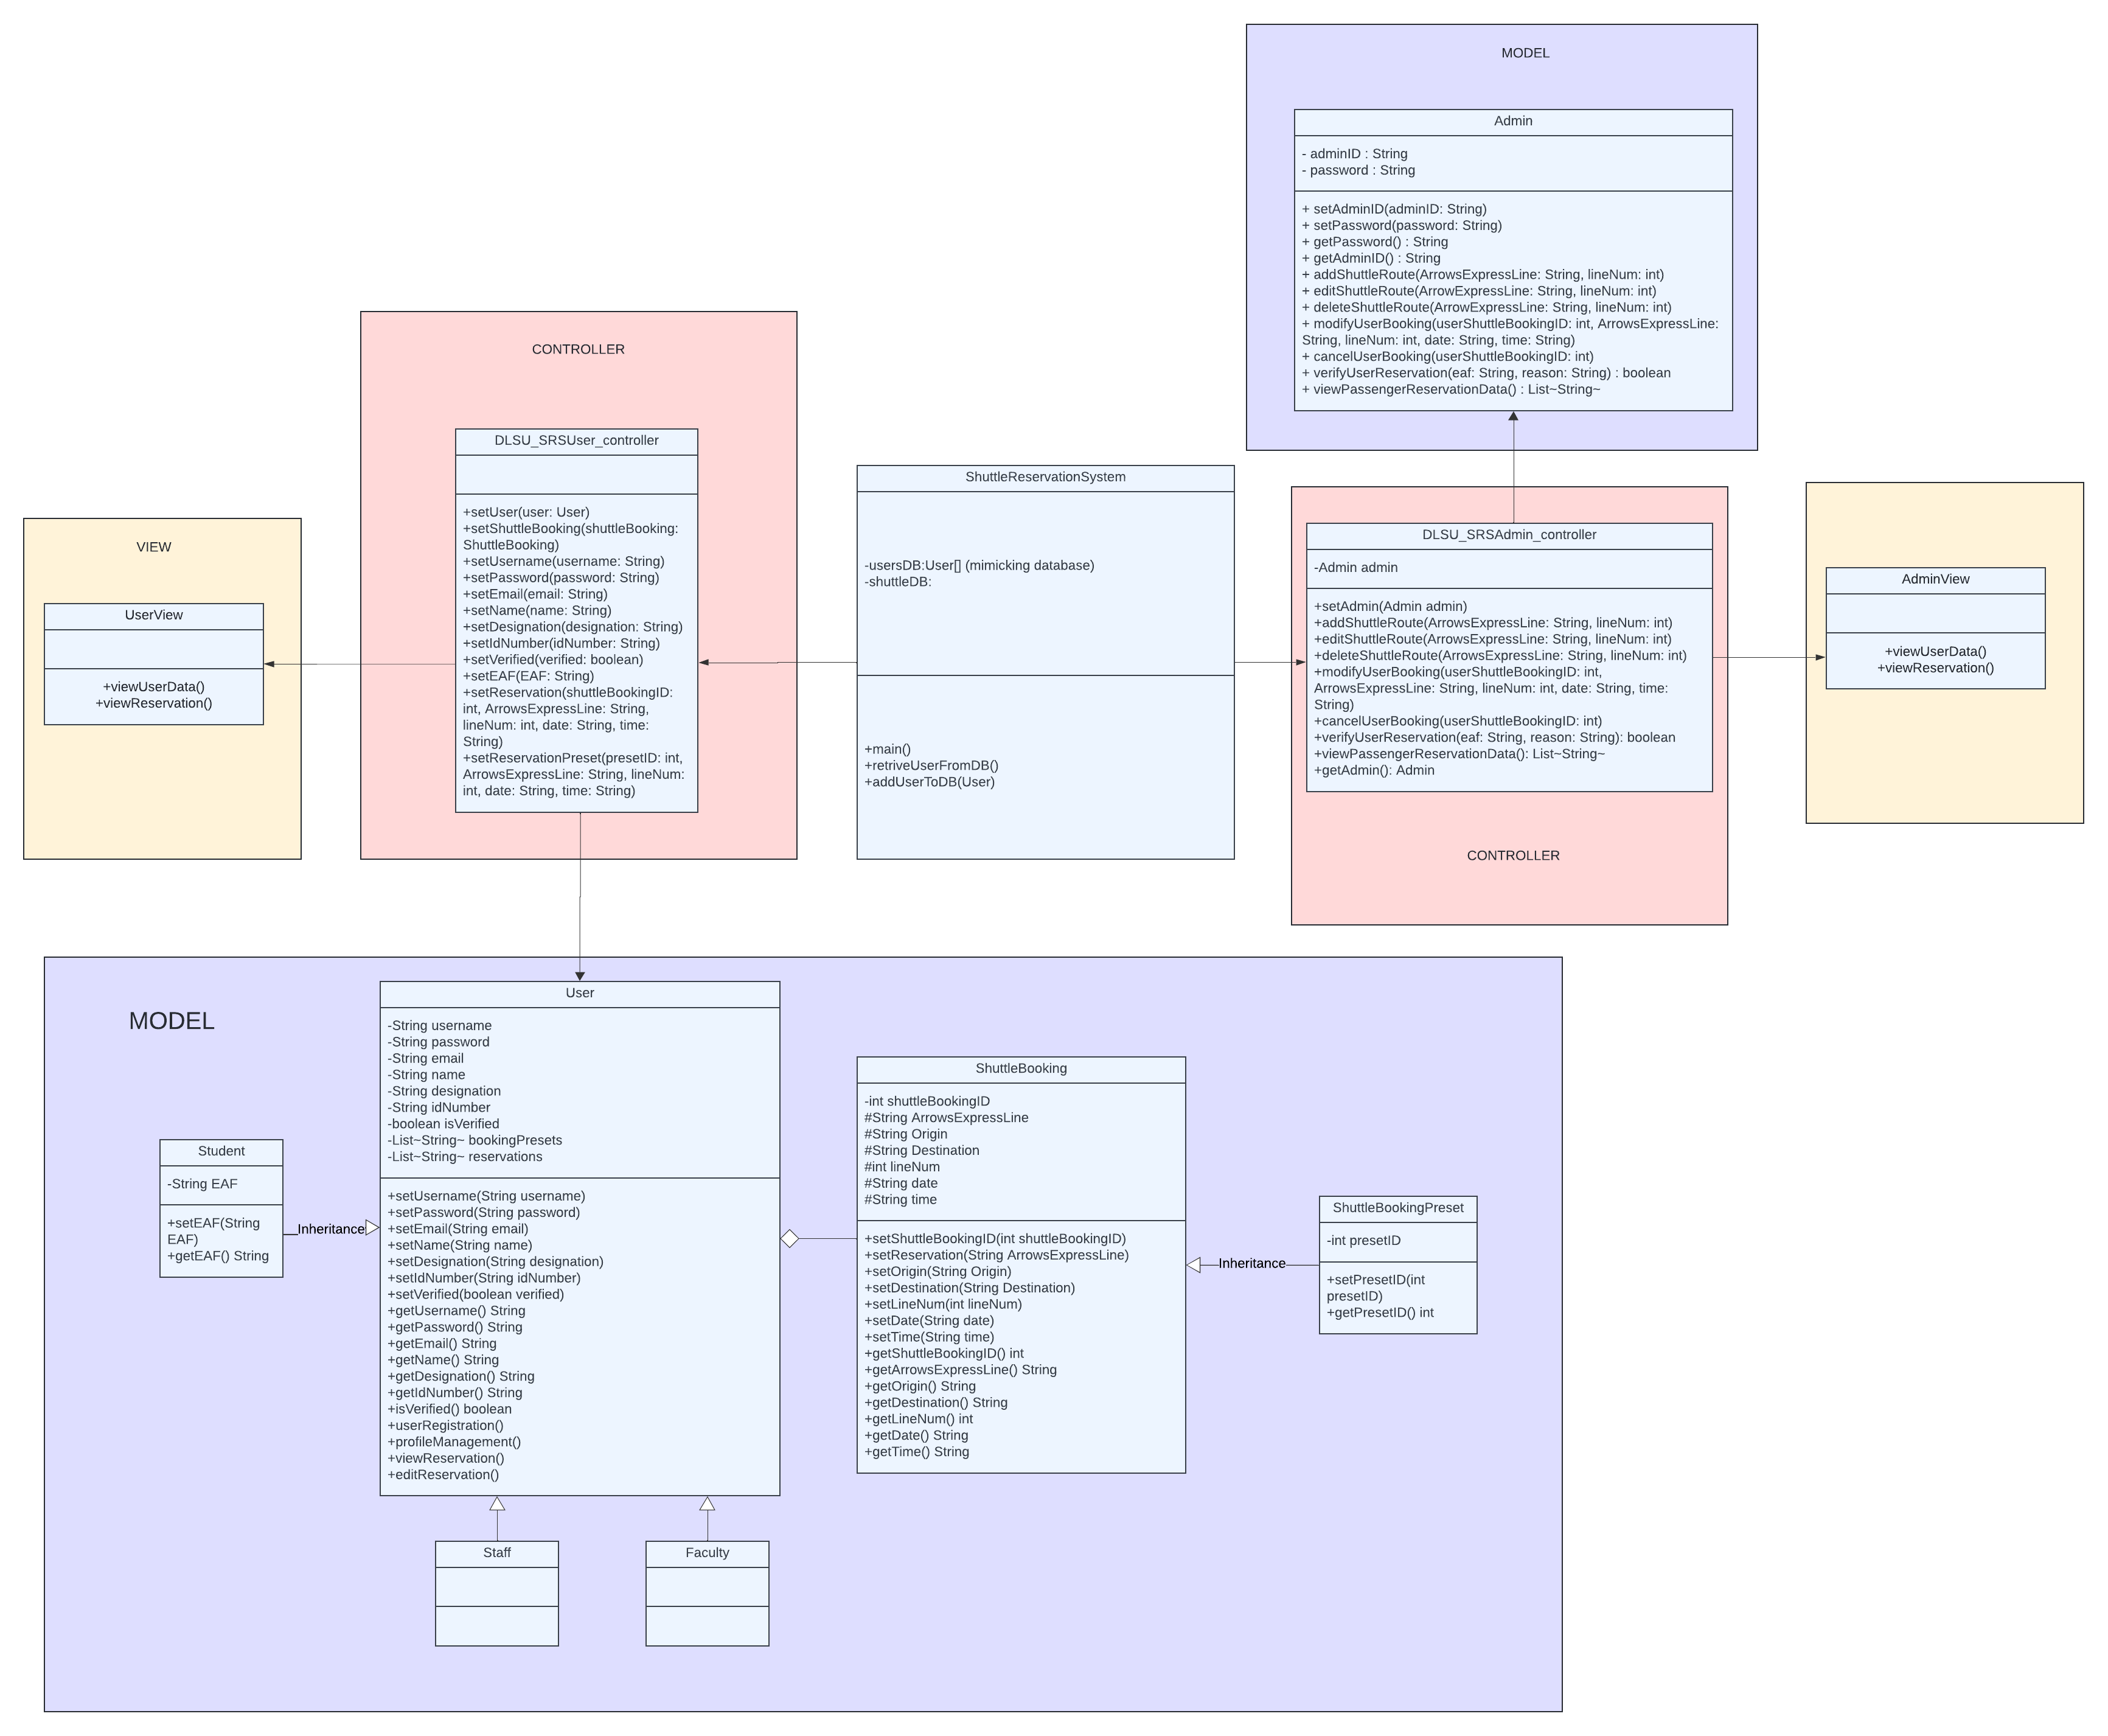 MODEL
Admin
- adminID : String
- password : String
+ setAdminID(adminID: String)
+ setPassword(password: String)
+ getPassword() : String
+ getAdminID() : String
+ addShuttleRoute(ArrowsExpressLine: String, lineNum: int)
+ editShuttleRoute(ArrowExpressLine: String, lineNum: int)
+ deleteShuttleRoute(ArrowExpressLine: String, lineNum: int)
+ modifyUserBooking(userShuttleBookingID: int, ArrowsExpressLine:
String, lineNum: int, date: String, time: String)
+ cancelUserBooking(userShuttleBookingID: int)
+ verifyUserReservation(eaf: String, reason: String) : boolean
+ viewPassengerReservationData() : List~String~
CONTROLLER
DLSU_SRSUser_controller
+setUser(user: User)
+setShuttleBooking(shuttleBooking:
ShuttleBooking)
+setUsername(username: String)
+setPassword(password: String)
+setEmail(email: String)
+setName(name: String)
+setDesignation(designation: String)
+setIdNumber(idNumber: String)
+setVerified(verified: boolean)
+setEAF(EAF: String)
+setReservation(shuttleBookingID:
int, ArrowsExpressLine: String,
lineNum: int, date: String, time:
String)
+setReservationPreset(presetID: int,
ArrowsExpressLine: String, lineNum:
int, date: String, time: String)
VIEW
UserView
+viewUserData()
+viewReservation()
ShuttleReservationSystem
-usersDB:User[] (mimicking database)
-shuttleDB:
+main()
+retriveUserFromDB()
+addUserToDB(User)
DLSU_SRSAdmin_controller
-Admin admin
+setAdmin(Admin admin)
+addShuttleRoute(ArrowsExpressLine: String, lineNum: int)
+editShuttleRoute(ArrowsExpressLine: String, lineNum: int)
+deleteShuttleRoute(ArrowsExpressLine: String, lineNum: int)
+modifyUserBooking(userShuttleBookingID: int,
ArrowsExpressLine: String, lineNum: int, date: String, time:
String)
+cancelUserBooking(userShuttleBookingID: int)
+verifyUserReservation(eaf: String, reason: String): boolean
+viewPassengerReservationData(): List~String~
+getAdmin(): Admin
CONTROLLER
AdminView
+viewUserData()
+viewReservation()
MODEL
User
-String username
-String password
-String email
-String name
-String designation
-String idNumber
-boolean isVerified
-List~String~ bookingPresets
-List~String~ reservations
+setUsername(String username)
+setPassword(String password)
+setEmail(String email)
+setName(String name)
+setDesignation(String designation)
+setIdNumber(String idNumber)
+setVerified(boolean verified)
+getUsername() String
+getPassword() String
+getEmail() String
+getName() String
+getDesignation() String
+getIdNumber() String
+isVerified() boolean
+userRegistration()
+profileManagement()
+viewReservation()
+editReservation()
Student
-String EAF
+setEAF(String
EAF)
+getEAF() String
Inheritance
ShuttleBooking
-int shuttleBookingID
#String ArrowsExpressLine
#String Origin
#String Destination
#int lineNum
#String date
#String time
+setShuttleBookingID(int shuttleBookingID)
+setReservation(String ArrowsExpressLine)
+setOrigin(String Origin)
+setDestination(String Destination)
+setLineNum(int lineNum)
+setDate(String date)
+setTime(String time)
+getShuttleBookingID() int
+getArrowsExpressLine() String
+getOrigin() String
+getDestination() String
+getLineNum() int
+getDate() String
+getTime() String
Inheritance
ShuttleBookingPreset
-int presetID
+setPresetID(int
presetID)
+getPresetID() int
Staff
Faculty